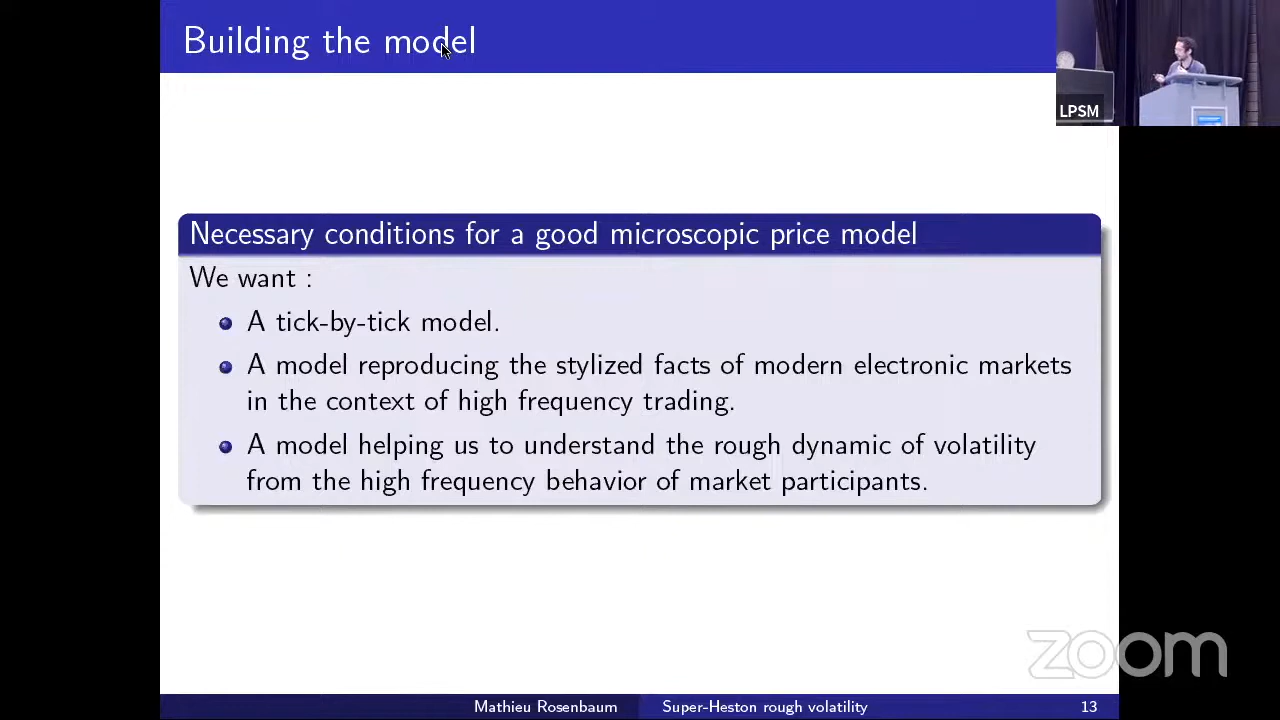 Building the model
LPSM
Necessary conditions for a good microscopic price model
We want :
A tick-by-tick model.
A model reproducing the stylized facts of modern electronic markets
in the context of high frequency trading.
A model helping us to understand the rough dynamic of volatility
from the high frequency behavior of market participants.
zoom
Mathieu Rosenbaum Super-Heston rough volatility 13